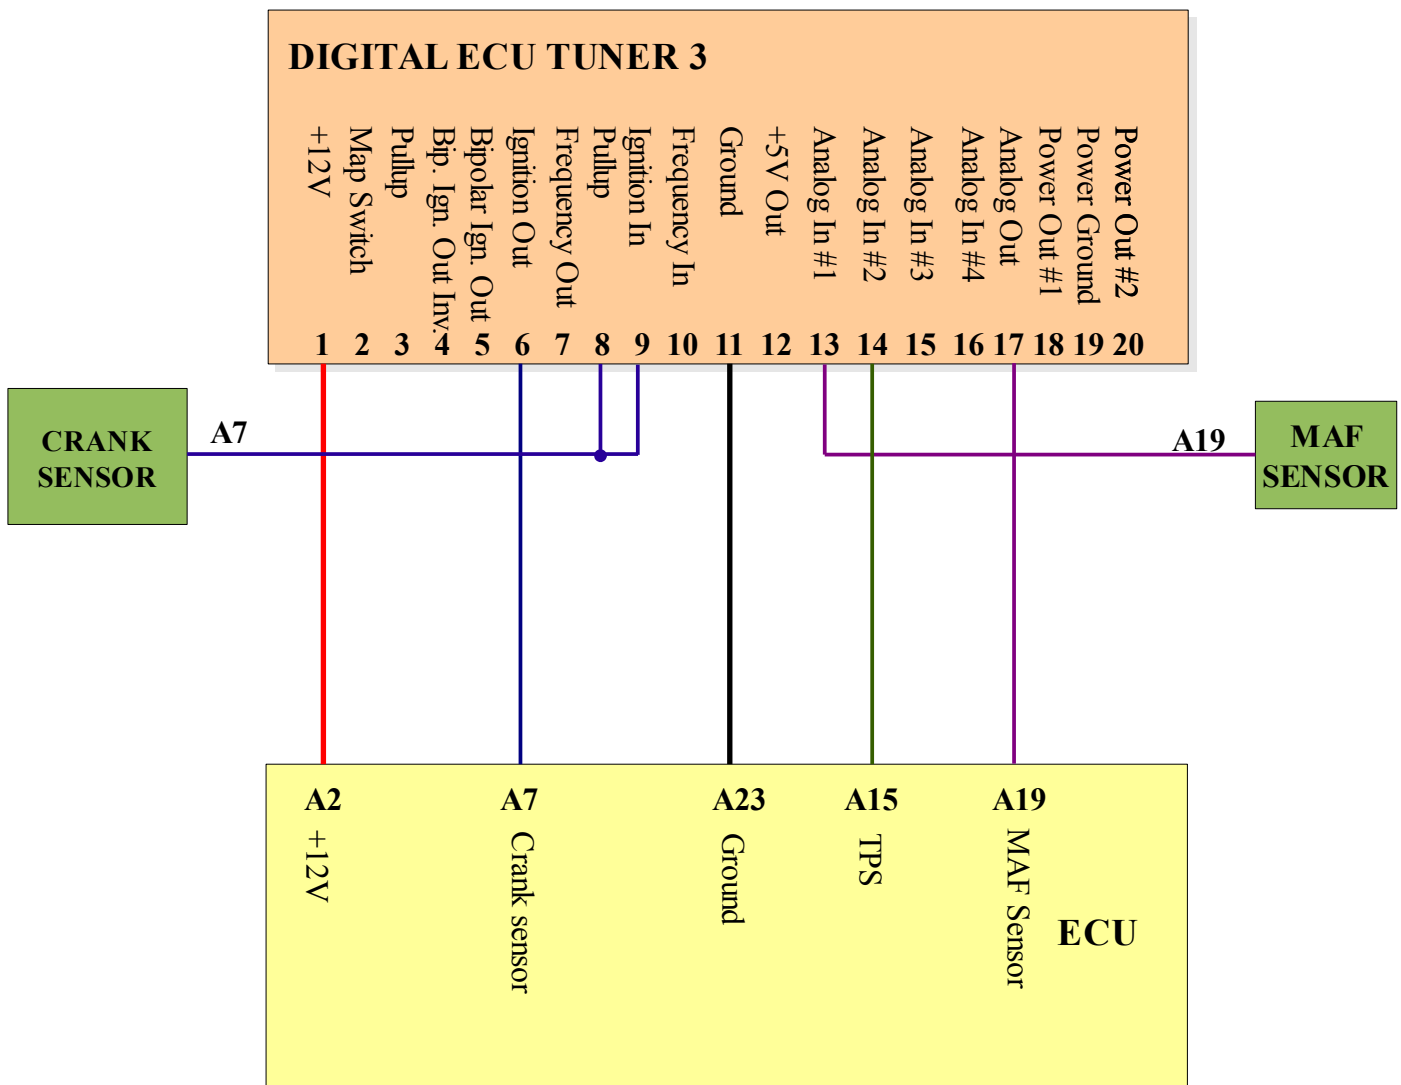 DIGITAL ECU TUNER 3
+12V
Map Switch
Pullup
Bip. Ign. Out Inv.
Bipolar Ign. Out
Ignition Out
Frequency Out
Pullup
Ignition In
Frequency In
Ground
+5V Out
Analog In #1
Analog In #2
Analog In #3
Analog In #4
Analog Out
Power Out #1
Power Ground
Power Out #2
1 2 3 4 5 6 7 8 9 10 11 12 13 14 15 16 17 18 19 20
CRANK
SENSOR
A7
A19
MAF
SENSOR
A2 A7 A23 A15 A19
+12V
Crank sensor
Ground
TPS
MAF Sensor
ECU